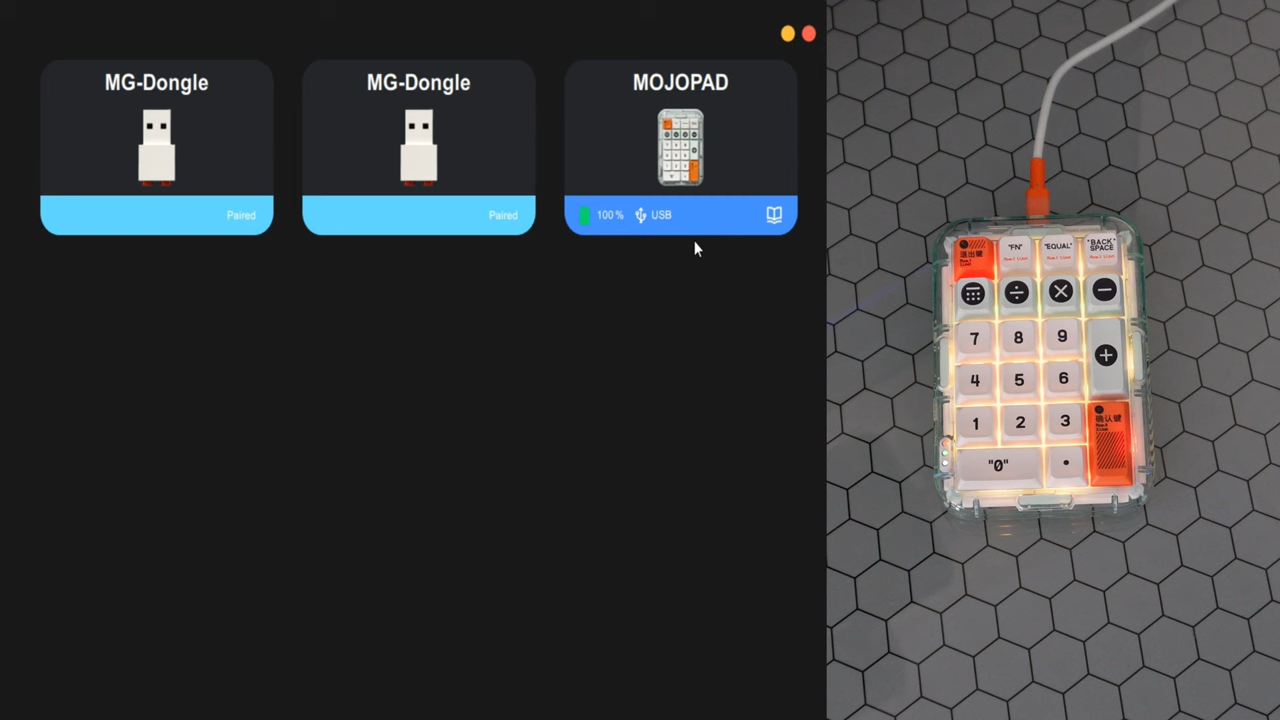 MG-Dongle
MG-Dongle
MOJOPAD
Paired
Paired
100 %
USB
退出键
"FN"
"EQUAL"
"BACK"
SPACE
7
8
9
4
5
6
1
2
3
确认键
"0"